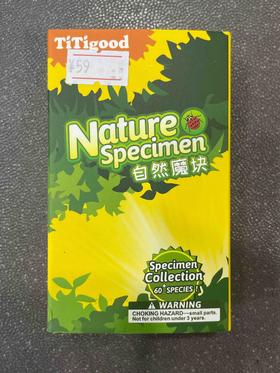 TiTigood
¥59
Nature
Specimen
自然魔块
Specimen
Collection
60+ SPECIES !
⚠ WARNING
CHOKING HAZARD—small parts.
Not for children under 3 years.